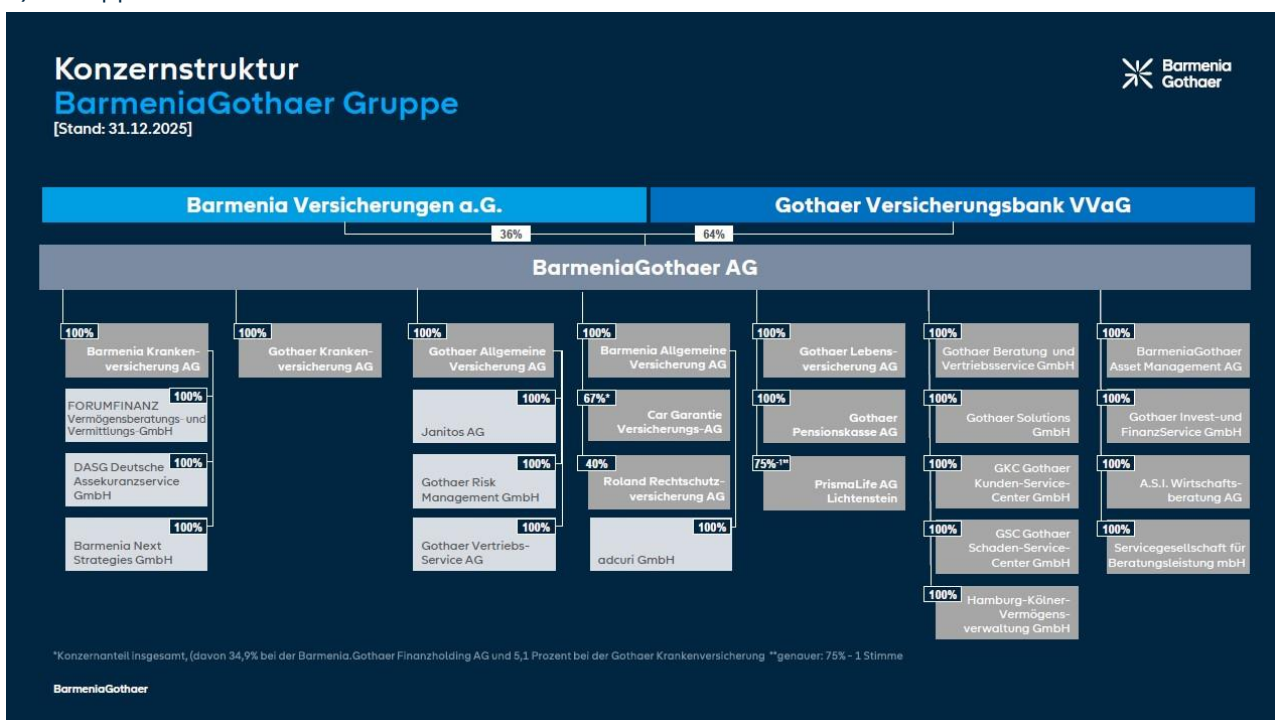 Konzernstruktur
BarmeniaGothaer Gruppe
[Stand: 31.12.2025]
Barmenia
Gothaer
Barmenia Versicherungen a.G.
Gothaer Versicherungsbank VVaG
36%
64%
BarmeniaGothaer AG
100%
Barmenia Kranken-
versicherung AG
100%
FORUMFINANZ
Vermögensberatungs- und
Vermittlungs-GmbH
100%
DASG Deutsche
Assekuranzservice
GmbH
100%
Barmenia Next
Strategies GmbH
100%
Gothaer Kranken-
versicherung AG
100%
Gothaer Allgemeine
Versicherung AG
100%
Janitos AG
100%
Gothaer Risk
Management GmbH
100%
Gothaer Vertriebs-
Service AG
100%
Barmenia Allgemeine
Versicherung AG
67%*
Car Garantie
Versicherungs-AG
40%
Roland Rechtschutz-
versicherung AG
100%
adcuri GmbH
100%
Gothaer Lebens-
versicherung AG
100%
Gothaer
Pensionskasse AG
75%-1**
PrismaLife AG
Lichtenstein
100%
Gothaer Beratung und
Vertriebsservice GmbH
100%
Gothaer Solutions
GmbH
100%
GKC Gothaer
Kunden-Service-
Center GmbH
100%
GSC Gothaer
Schaden-Service-
Center GmbH
100%
Hamburg-Kölner-
Vermögens-
verwaltung GmbH
100%
BarmeniaGothaer
Asset Management AG
100%
Gothaer Invest-und
FinanzService GmbH
100%
A.S.I. Wirtschafts-
beratung AG
100%
Servicegesellschaft für
Beratungsleistung mbH
*Konzernanteil insgesamt, (davon 34,9% bei der Barmenia.Gothaer Finanzholding AG und 5,1 Prozent bei der Gothaer Krankenversicherung **genauer: 75% - 1 Stimme
BarmeniaGothaer